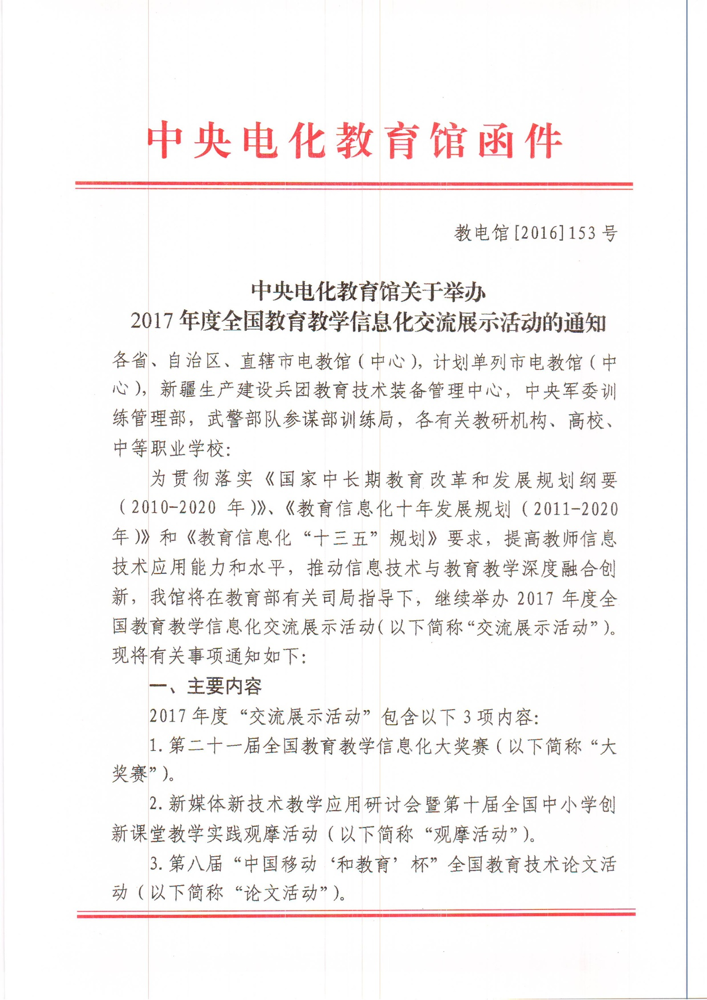 中央电化教育馆函件
教电馆[2016]153号
中央电化教育馆关于举办
2017年度全国教育教学信息化交流展示活动的通知
各省、自治区、直辖市电教馆（中心），计划单列市电教馆（中
心），新疆生产建设兵团教育技术装备管理中心，中央军委训
练管理部，武警部队参谋部训练局，各有关教研机构、高校、
中等职业学校：
为贯彻落实《国家中长期教育改革和发展规划纲要
（2010-2020 年）》、《教育信息化十年发展规划（2011-2020
年）》和《教育信息化“十三五”规划》要求，提高教师信息
技术应用能力和水平，推动信息技术与教育教学深度融合创
新，我馆将在教育部有关司局指导下，继续举办 2017 年度全
国教育教学信息化交流展示活动（以下简称“交流展示活动”）。
现将有关事项通知如下：
一、主要内容
2017 年度“交流展示活动”包含以下 3 项内容：
1. 第二十一届全国教育教学信息化大奖赛（以下简称“大
奖赛”）。
2. 新媒体新技术教学应用研讨会暨第十届全国中小学创
新课堂教学实践观摩活动（以下简称“观摩活动”）。
3. 第八届“中国移动‘和教育’杯”全国教育技术论文活
动（以下简称“论文活动”）。